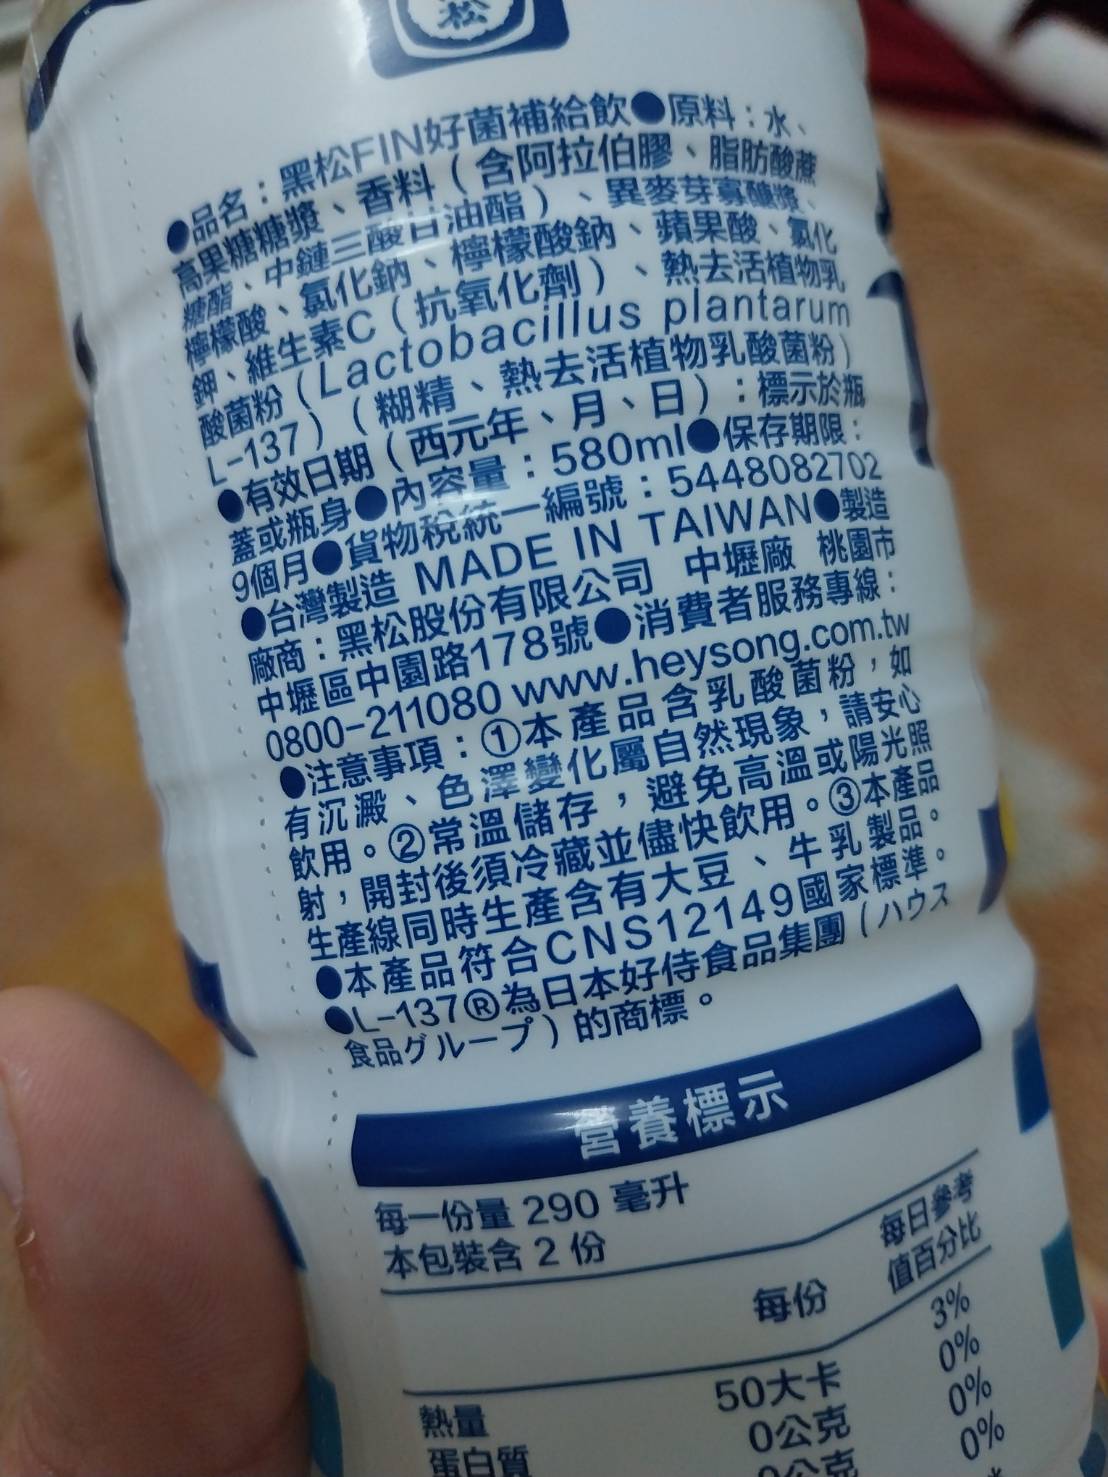 松
●品名：黑松FIN好菌補給飲●原料：水、
高果糖糖漿、香料（含阿拉伯膠、脂肪酸蔗
糖酯、中鏈三酸甘油酯）、異麥芽寡醣漿、
檸檬酸、氯化鈉、檸檬酸鈉、蘋果酸、氯化
鉀、維生素C（抗氧化劑）、熱去活植物乳
酸菌粉（Lactobacillus plantarum
L-137）（糊精、熱去活植物乳酸菌粉）
●有效日期（西元年、月、日）：標示於瓶
蓋或瓶身●內容量：580ml●保存期限：
9個月●貨物稅統一編號：5448082702
●台灣製造 MADE IN TAIWAN●製造
廠商：黑松股份有限公司 中壢廠 桃園市
中壢區中園路178號●消費者服務專線：
0800-211080 www.heysong.com.tw
●注意事項：①本產品含乳酸菌粉，如
有沉澱、色澤變化屬自然現象，請安心
飲用。②常溫儲存，避免高溫或陽光照
射，開封後須冷藏並儘快飲用。③本產品
生產線同時生產含有大豆、牛乳製品。
●本產品符合CNS12149國家標準。
●L-137®為日本好侍食品集團（ハウス
食品グループ）的商標。
營養標示
每一份量 290 毫升
本包裝含 2 份
每份 每日參考值百分比
熱量 50大卡 3%
蛋白質 0公克 0%
0公克 0%
0%